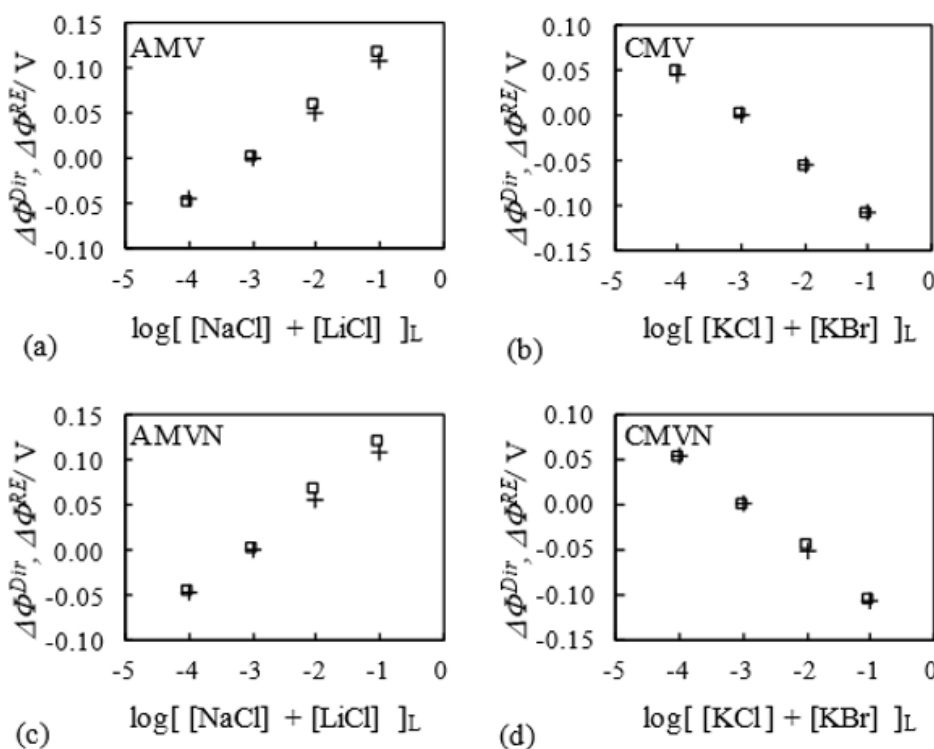 AMV
0.15
0.10
0.05
0.00
-0.05
-0.10
ΔΦ^Dir, ΔΦ^RE / V
-5 -4 -3 -2 -1 0
log[ [NaCl] + [LiCl] ]L
(a)
CMV
0.10
0.05
0.00
-0.05
-0.10
-0.15
ΔΦ^Dir, ΔΦ^RE / V
-5 -4 -3 -2 -1 0
log[ [KCl] + [KBr] ]L
(b)
AMVN
0.15
0.10
0.05
0.00
-0.05
-0.10
ΔΦ^Dir, ΔΦ^RE / V
-5 -4 -3 -2 -1 0
log[ [NaCl] + [LiCl] ]L
(c)
CMVN
0.10
0.05
0.00
-0.05
-0.10
-0.15
ΔΦ^Dir, ΔΦ^RE / V
-5 -4 -3 -2 -1 0
log[ [KCl] + [KBr] ]L
(d)